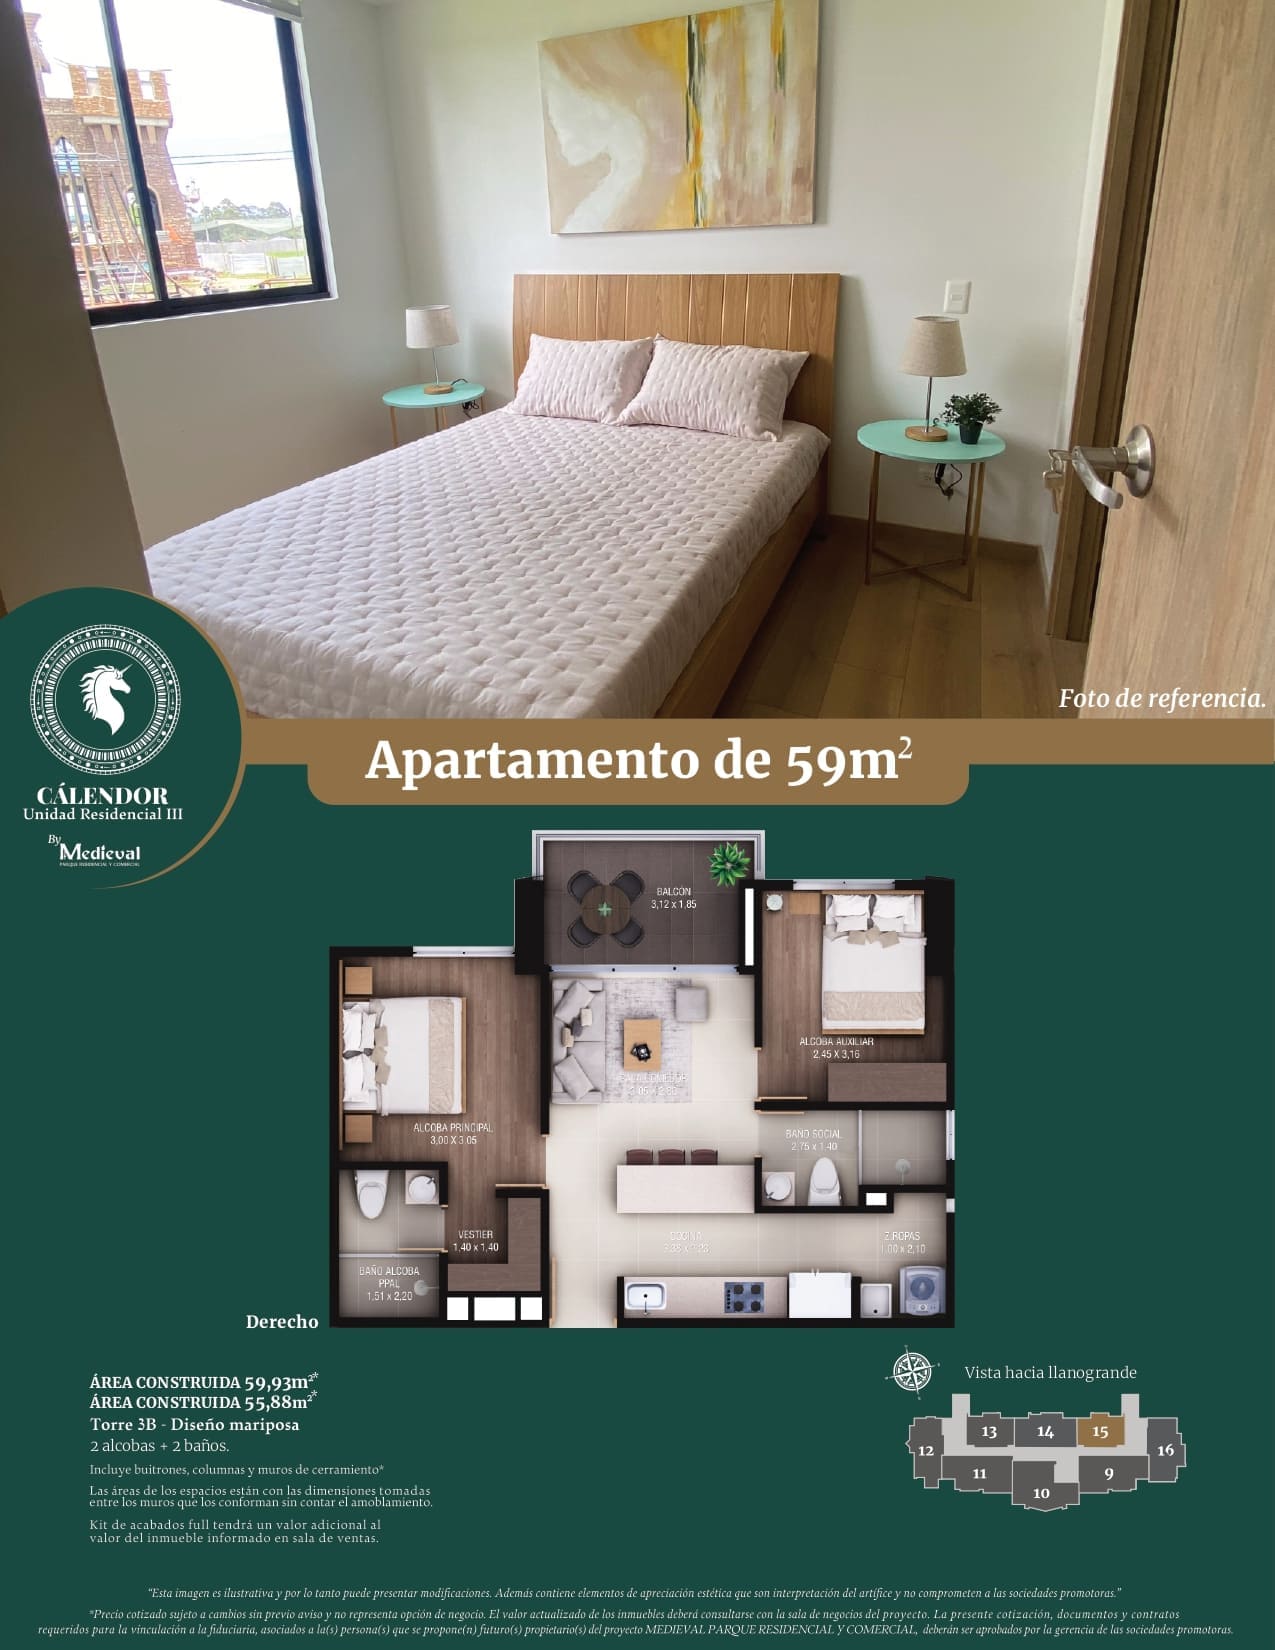 Foto de referencia.
Apartamento de 59m²
CÁLENDOR
Unidad Residencial III
By
Medieval
PARQUE RESIDENCIAL Y COMERCIAL
BALCÓN
3,12 x 1,85
ALCOBA AUXILIAR
2,45 X 3,16
ALCOBA PRINCIPAL
3,00 X 3,05
BAÑO SOCIAL
2,75 x 1,40
VESTIER
1,40 x 1,40
COCINA
Z.ROPAS
1,00 x 2,10
BAÑO ALCOBA
PPAL
1,51 x 2,20
Derecho
ÁREA CONSTRUIDA 59,93m²*
ÁREA CONSTRUIDA 55,88m²*
Torre 3B - Diseño mariposa
2 alcobas + 2 baños.
Incluye buitrones, columnas y muros de cerramiento*
Las áreas de los espacios están con las dimensiones tomadas
entre los muros que los conforman sin contar el amoblamiento.
Kit de acabados full tendrá un valor adicional al
valor del inmueble informado en sala de ventas.
Vista hacia llanogrande
13 14 15
12 16
11 9
10
“Esta imagen es ilustrativa y por lo tanto puede presentar modificaciones. Además contiene elementos de apreciación estética que son interpretación del artífice y no comprometen a las sociedades promotoras.”
*Precio cotizado sujeto a cambios sin previo aviso y no representa opción de negocio. El valor actualizado de los inmuebles deberá consultarse con la sala de negocios del proyecto. La presente cotización, documentos y contratos
requeridos para la vinculación a la fiduciaria, asociados a la(s) persona(s) que se propone(n) futuro(s) propietario(s) del proyecto MEDIEVAL PARQUE RESIDENCIAL Y COMERCIAL, deberán ser aprobados por la gerencia de las sociedades promotoras.